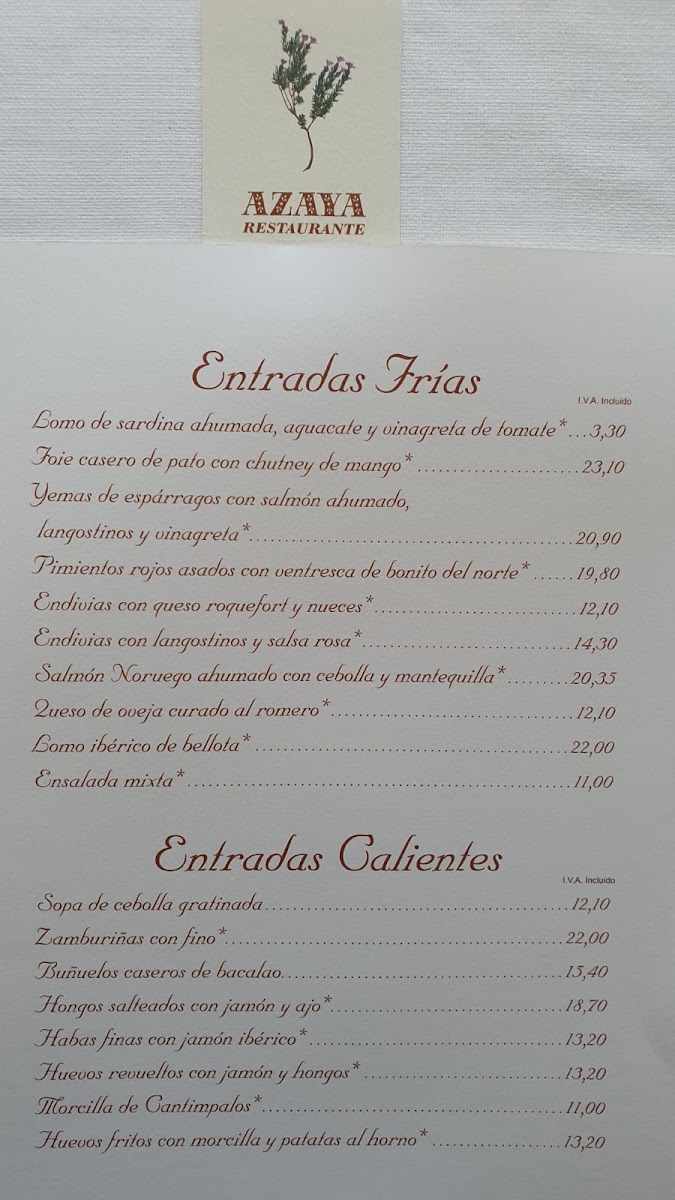 AZAYA
RESTAURANTE
Entradas Frías
I.V.A. Incluido
Lomo de sardina ahumada, aguacate y vinagreta de tomate*...3,30
Foie casero de pato con chutney de mango*.......................23,10
Yemas de espárragos con salmón ahumado,
langostinos y vinagreta*.............................................20,90
Pimientos rojos asados con ventresca de bonito del norte*......19,80
Endivias con queso roquefort y nueces*............................12,10
Endivias con langostinos y salsa rosa*.............................14,30
Salmón Noruego ahumado con cebolla y mantequilla*.........20,35
Queso de oveja curado al romero*..................................12,10
Lomo ibérico de bellota*............................................22,00
Ensalada mixta*.....................................................11,00
Entradas Calientes
I.V.A. Incluido
Sopa de cebolla gratinada..........................................12,10
Zamburiñas con fino*...............................................22,00
Buñuelos caseros de bacalao.......................................15,40
Hongos salteados con jamón y ajo*................................18,70
Habas finas con jamón ibérico*....................................13,20
Huevos revueltos con jamón y hongos*............................13,20
Morcilla de Cantimpalos*..........................................11,00
Huevos fritos con morcilla y patatas al horno*..................13,20